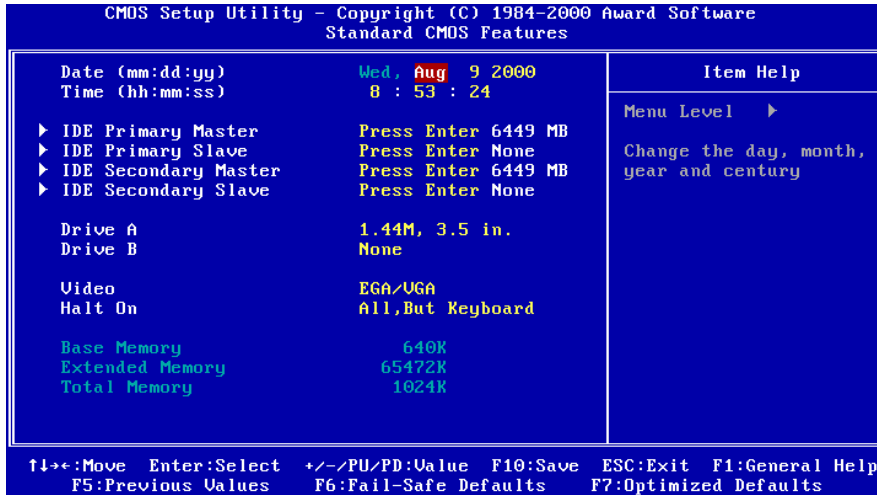 CMOS Setup Utility - Copyright (C) 1984-2000 Award Software
Standard CMOS Features
Date (mm:dd:yy) Wed, Aug 9 2000
Time (hh:mm:ss) 8 : 53 : 24
IDE Primary Master Press Enter 6449 MB
IDE Primary Slave Press Enter None
IDE Secondary Master Press Enter 6449 MB
IDE Secondary Slave Press Enter None
Drive A 1.44M, 3.5 in.
Drive B None
Video EGA/VGA
Halt On All,But Keyboard
Base Memory 640K
Extended Memory 65472K
Total Memory 1024K
Item Help
Menu Level ▶
Change the day, month,
year and century
↑↓→←:Move Enter:Select +/-/PU/PD:Value F10:Save ESC:Exit F1:General Help
F5:Previous Values F6:Fail-Safe Defaults F7:Optimized Defaults